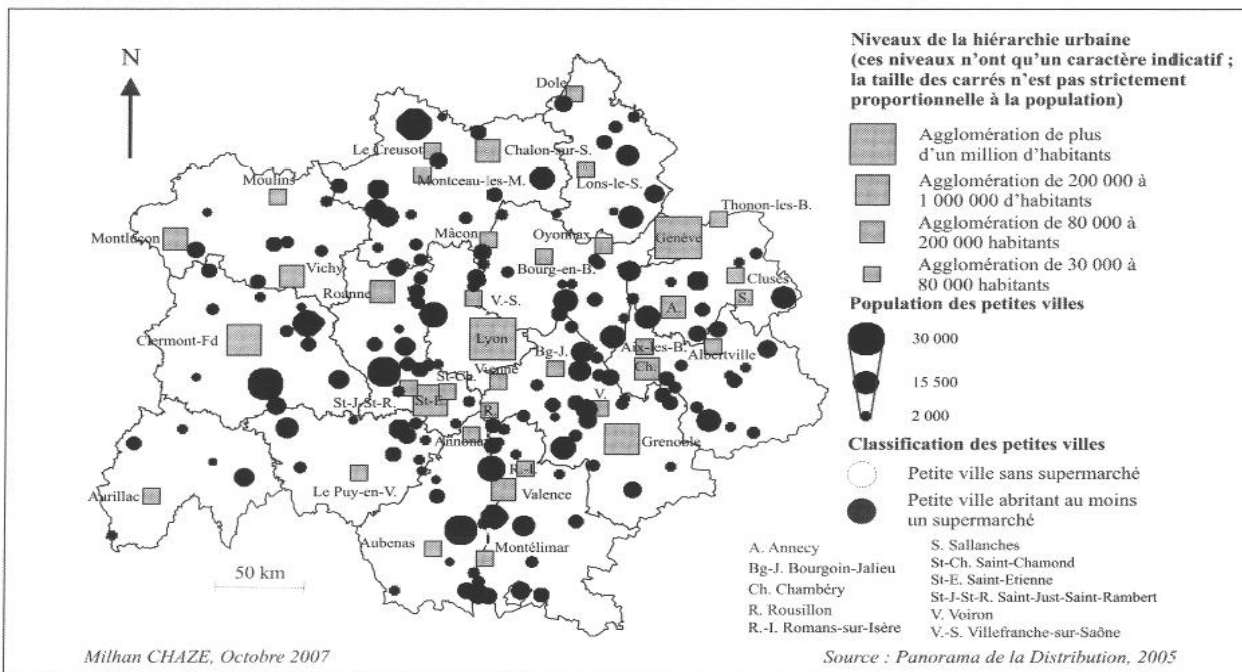 N
Dole
Le Creusot
Chalon-sur-S.
Moulins
Montceau-les-M.
Lons-le-S.
Thonon-les-B.
Montluçon
Mâcon
Oyonnax
Genève
Vichy
Bourg-en-B.
Cluses
Roanne
V.-S.
A.
S.
Clermont-Fd
Lyon
Bg-J.
Aix-les-B.
Albertville
Ch.
Vienne
St-Ch.
St-J-St-R.
St-E.
R.
V.
Annonay
Grenoble
R.-I.
Le Puy-en-V.
Valence
Aurillac
Aubenas
Montélimar
50 km
Niveaux de la hiérarchie urbaine
(ces niveaux n'ont qu'un caractère indicatif ;
la taille des carrés n'est pas strictement
proportionnelle à la population)
Agglomération de plus
d'un million d'habitants
Agglomération de 200 000 à
1 000 000 d'habitants
Agglomération de 80 000 à
200 000 habitants
Agglomération de 30 000 à
80 000 habitants
Population des petites villes
30 000
15 500
2 000
Classification des petites villes
Petite ville sans supermarché
Petite ville abritant au moins
un supermarché
A. Annecy
Bg-J. Bourgoin-Jalieu
Ch. Chambéry
R. Rousillon
R.-I. Romans-sur-Isère
S. Sallanches
St-Ch. Saint-Chamond
St-E. Saint-Etienne
St-J-St-R. Saint-Just-Saint-Rambert
V. Voiron
V.-S. Villefranche-sur-Saône
Milhan CHAZE, Octobre 2007
Source : Panorama de la Distribution, 2005